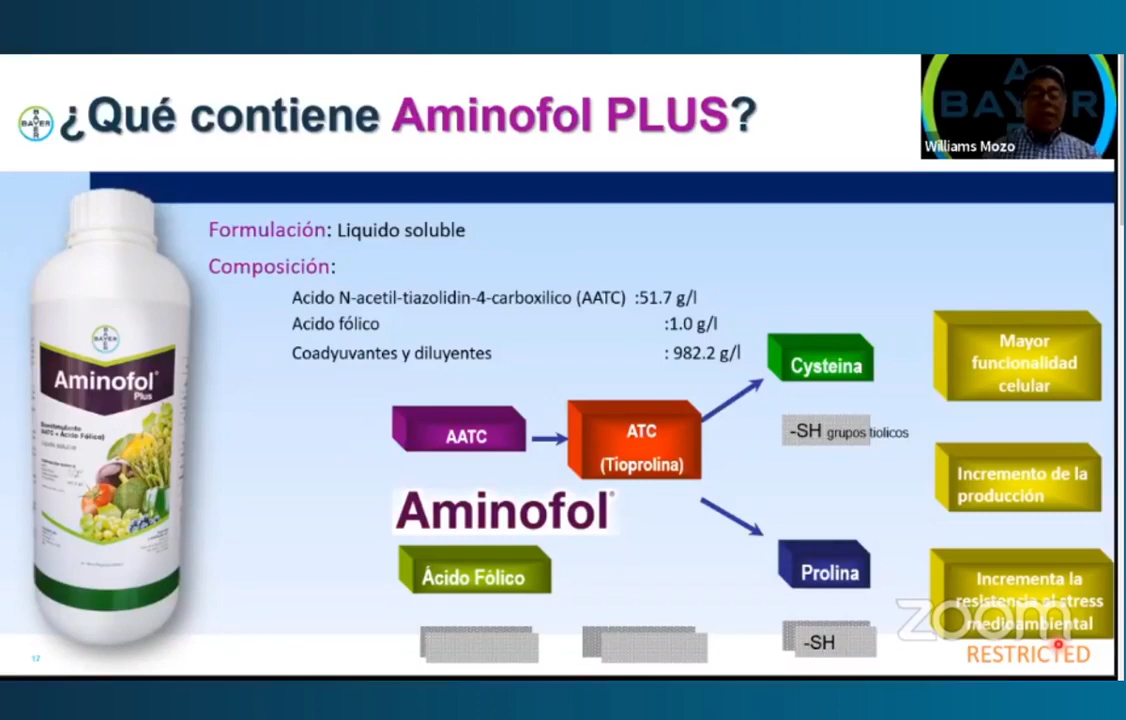 ¿Qué contiene Aminofol PLUS?
BAYER
BAYER
Williams Mozo
Formulación: Liquido soluble
Composición:
Acido N-acetil-tiazolidin-4-carboxilico (AATC) :51.7 g/l
Acido fólico :1.0 g/l
Coadyuvantes y diluyentes : 982.2 g/l
BAYER
Aminofol®
Plus
AATC
ATC
(Tioprolina)
Cysteina
-SH grupos tiolicos
Mayor
funcionalidad
celular
Incremento de la
producción
Aminofol®
Ácido Fólico
Prolina
-SH
Incrementa la
resistencia al stress
medioambiental
zoom
RESTRICTED
17